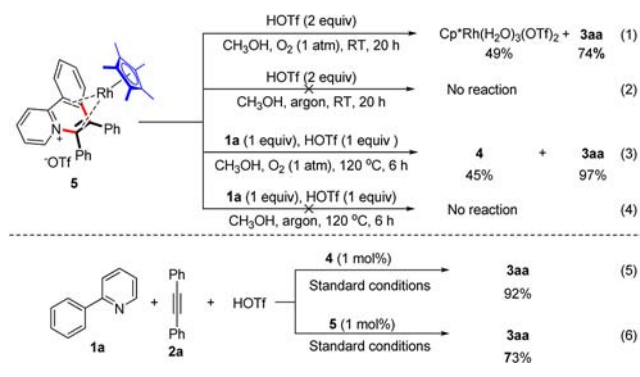 HOTf (2 equiv)
CH₃OH, O₂ (1 atm), RT, 20 h
Cp*Rh(H₂O)₃(OTf)₂ + 3aa (1)
49% 74%
HOTf (2 equiv)
CH₃OH, argon, RT, 20 h
No reaction (2)
1a (1 equiv), HOTf (1 equiv )
CH₃OH, O₂ (1 atm), 120 ºC, 6 h
4 + 3aa (3)
45% 97%
1a (1 equiv), HOTf (1 equiv)
CH₃OH, argon, 120 ºC, 6 h
No reaction (4)
Rh
N+
Ph
Ph
⁻OTf
5
Ph
N
+
+ HOTf
Ph
1a
2a
4 (1 mol%)
Standard conditions
3aa (5)
92%
5 (1 mol%)
Standard conditions
3aa (6)
73%